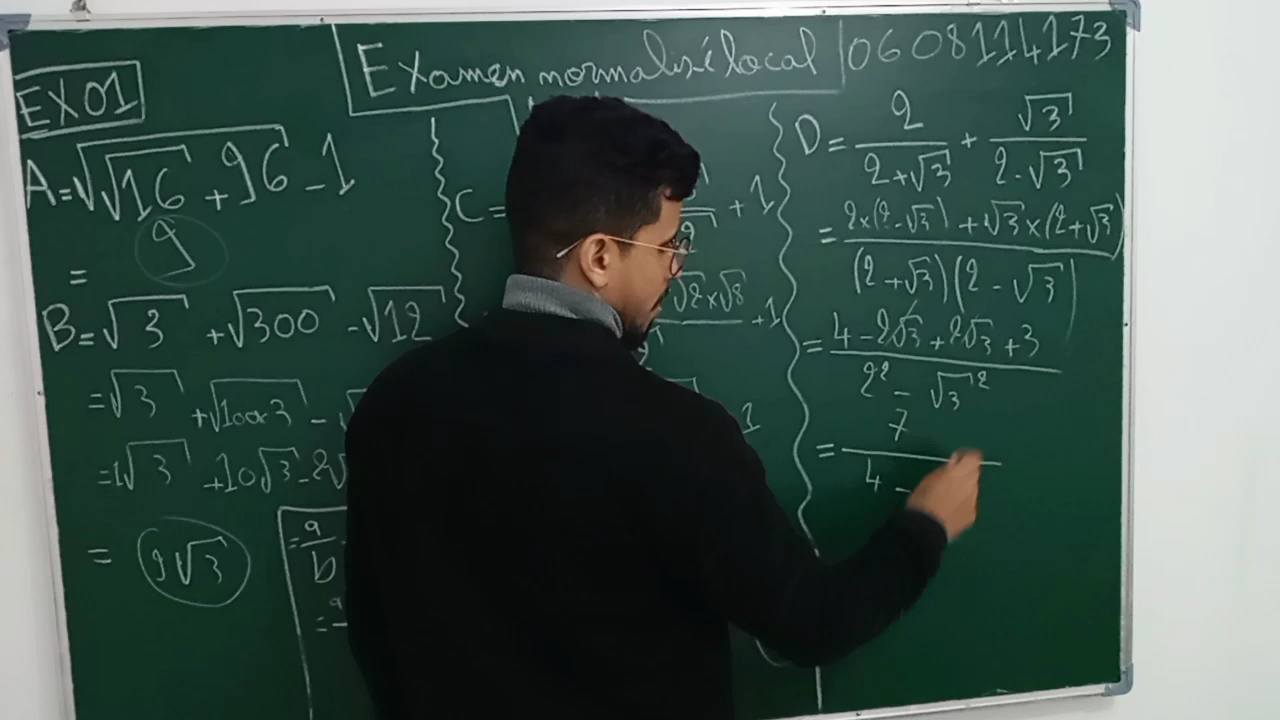 Examen normalisé local
0608114173
EX01
A = √(√16 + 96) - 1
= 9
B = √3 + √300 - √12
= √3 + √(100×3) - √
= 1√3 + 10√3 - 2√
= 9√3
= a/b
= a
C = + 1
√2×√8 + 1
1
D = 2/(2+√3) + √3/(2-√3)
= (2×(2-√3) + √3×(2+√3))/((2+√3)(2-√3))
= (4 - 2√3 + 2√3 + 3)/(2² - √3²)
= 7/(4 -